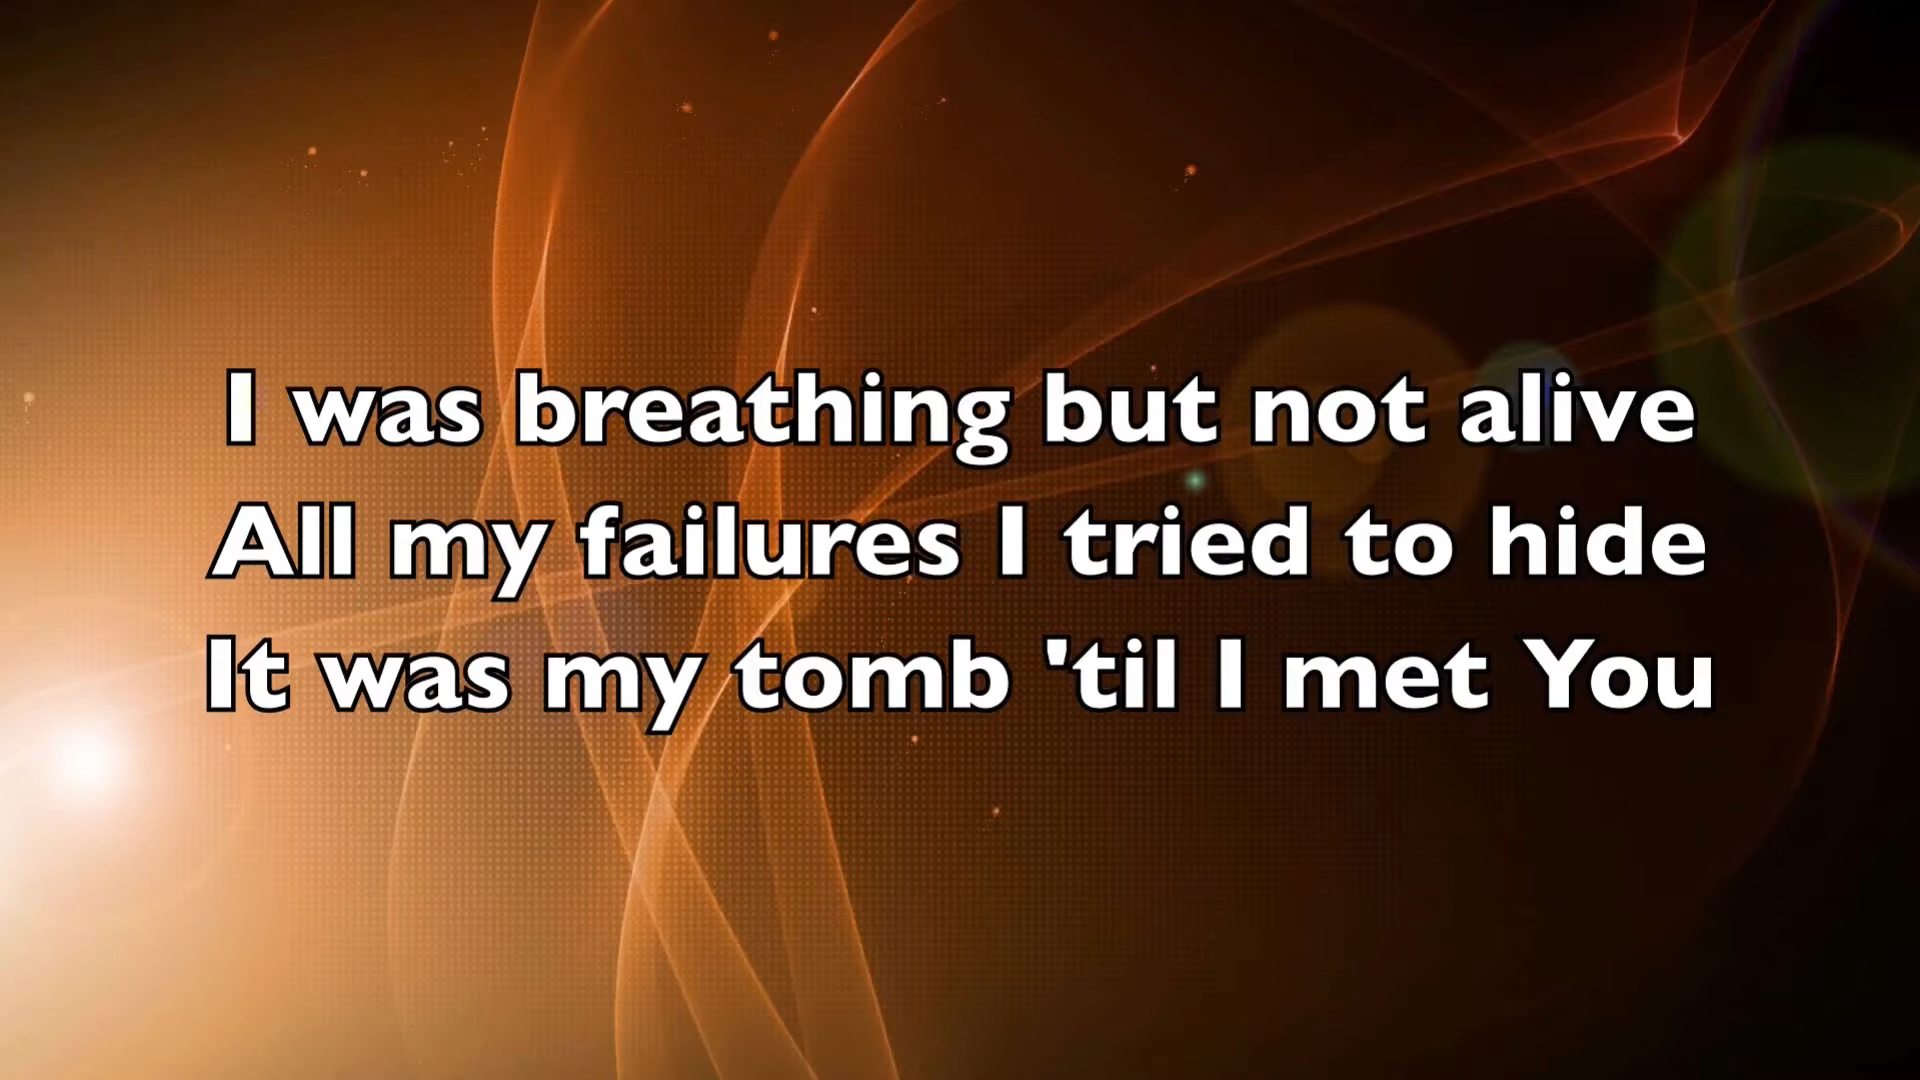 I was breathing but not alive
All my failures I tried to hide
It was my tomb 'til I met You